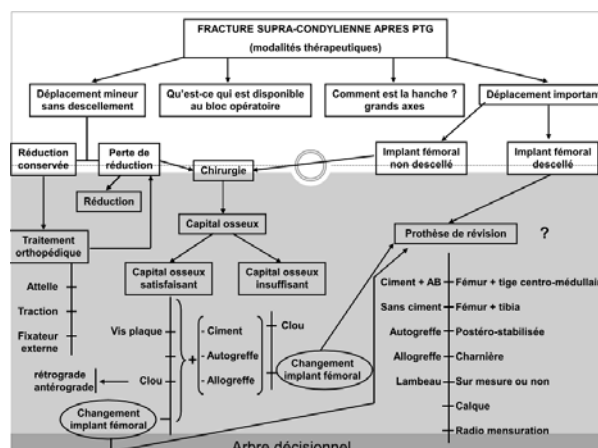 FRACTURE SUPRA-CONDYLIENNE APRES PTG
(modalités thérapeutiques)
Déplacement mineur
sans descellement
Qu'est-ce qui est disponible
au bloc opératoire
Comment est la hanche ?
grands axes
Déplacement important
Réduction
conservée
Perte de
réduction
Chirurgie
Implant fémoral
non descellé
Implant fémoral
descellé
Réduction
Capital osseux
Prothèse de révision
?
Traitement
orthopédique
Capital osseux
satisfaisant
Capital osseux
insuffisant
Attelle
Traction
Fixateur
externe
Vis plaque
Clou
rétrograde
antérograde
+
- Ciment
- Autogreffe
- Allogreffe
Clou
Changement
implant fémoral
Changement
implant fémoral
Ciment + AB
Fémur + tige centro-médullair
Sans ciment
Fémur + tibia
Autogreffe
Postéro-stabilisée
Allogreffe
Charnière
Lambeau
Sur mesure ou non
Calque
Radio mensuration
Arbre décisionnel